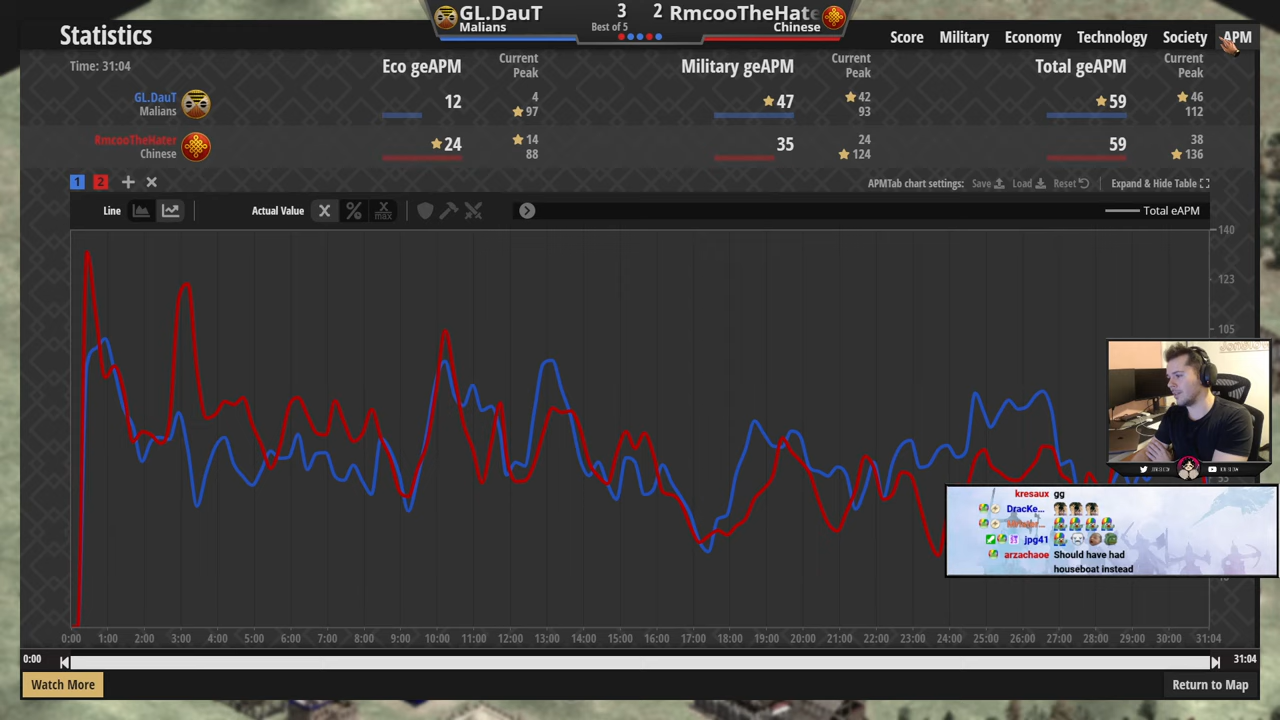 GL.DauT 3 2 RmcooTheHate
Malians Best of 5 Chinese
Statistics
Score Military Economy Technology Society APM
Time: 31:04
Eco geAPM Current Peak Military geAPM Current Peak Total geAPM Current Peak
GL.DauT
Malians
12 4 97 47 42 93 59 46 112
RmcooTheHater
Chinese
24 14 88 35 24 124 59 38 136
1 2
APMTab chart settings: Save Load Reset Expand & Hide Table
Line Actual Value X % X max
Total eAPM
140
123
105
53
kresaux gg
DracKe...
jpg41
arzachaoe Should have had
houseboat instead
0:00 1:00 2:00 3:00 4:00 5:00 6:00 7:00 8:00 9:00 10:00 11:00 12:00 13:00 14:00 15:00 16:00 17:00 18:00 19:00 20:00 21:00 22:00 23:00 24:00 25:00 26:00 27:00 28:00 29:00 30:00 31:04
0:00 31:04
Watch More Return to Map